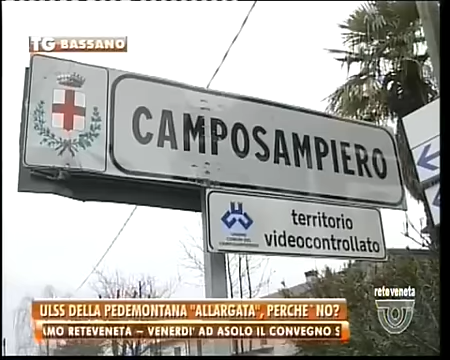 TG BASSANO
CAMPOSAMPIERO
territorio
videocontrollato
reteveneta
ULSS DELLA PEDEMONTANA "ALLARGATA", PERCHE` NO?
AMO RETEVENETA – VENERDI` AD ASOLO IL CONVEGNO S